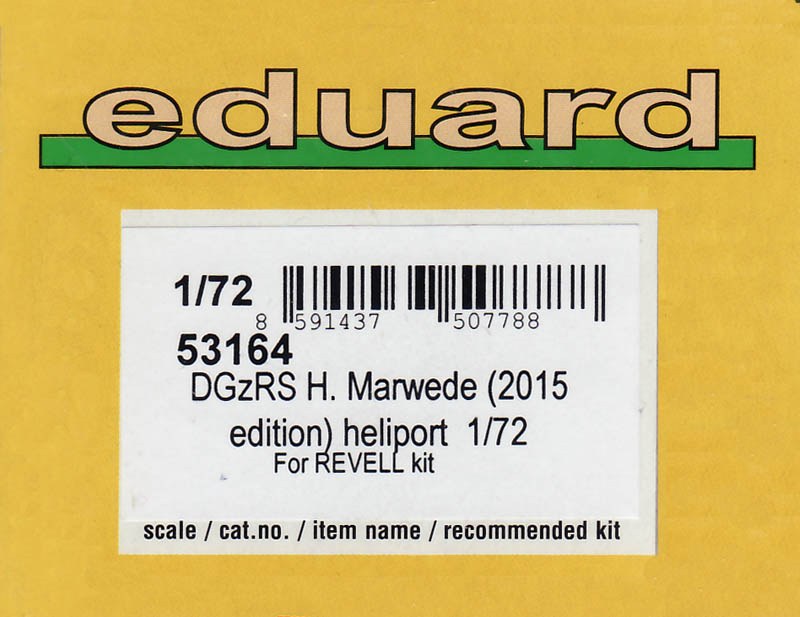 eduard
1/72
8 591437 507788
53164
DGzRS H. Marwede (2015
edition) heliport 1/72
For REVELL kit
scale / cat.no. / item name / recommended kit